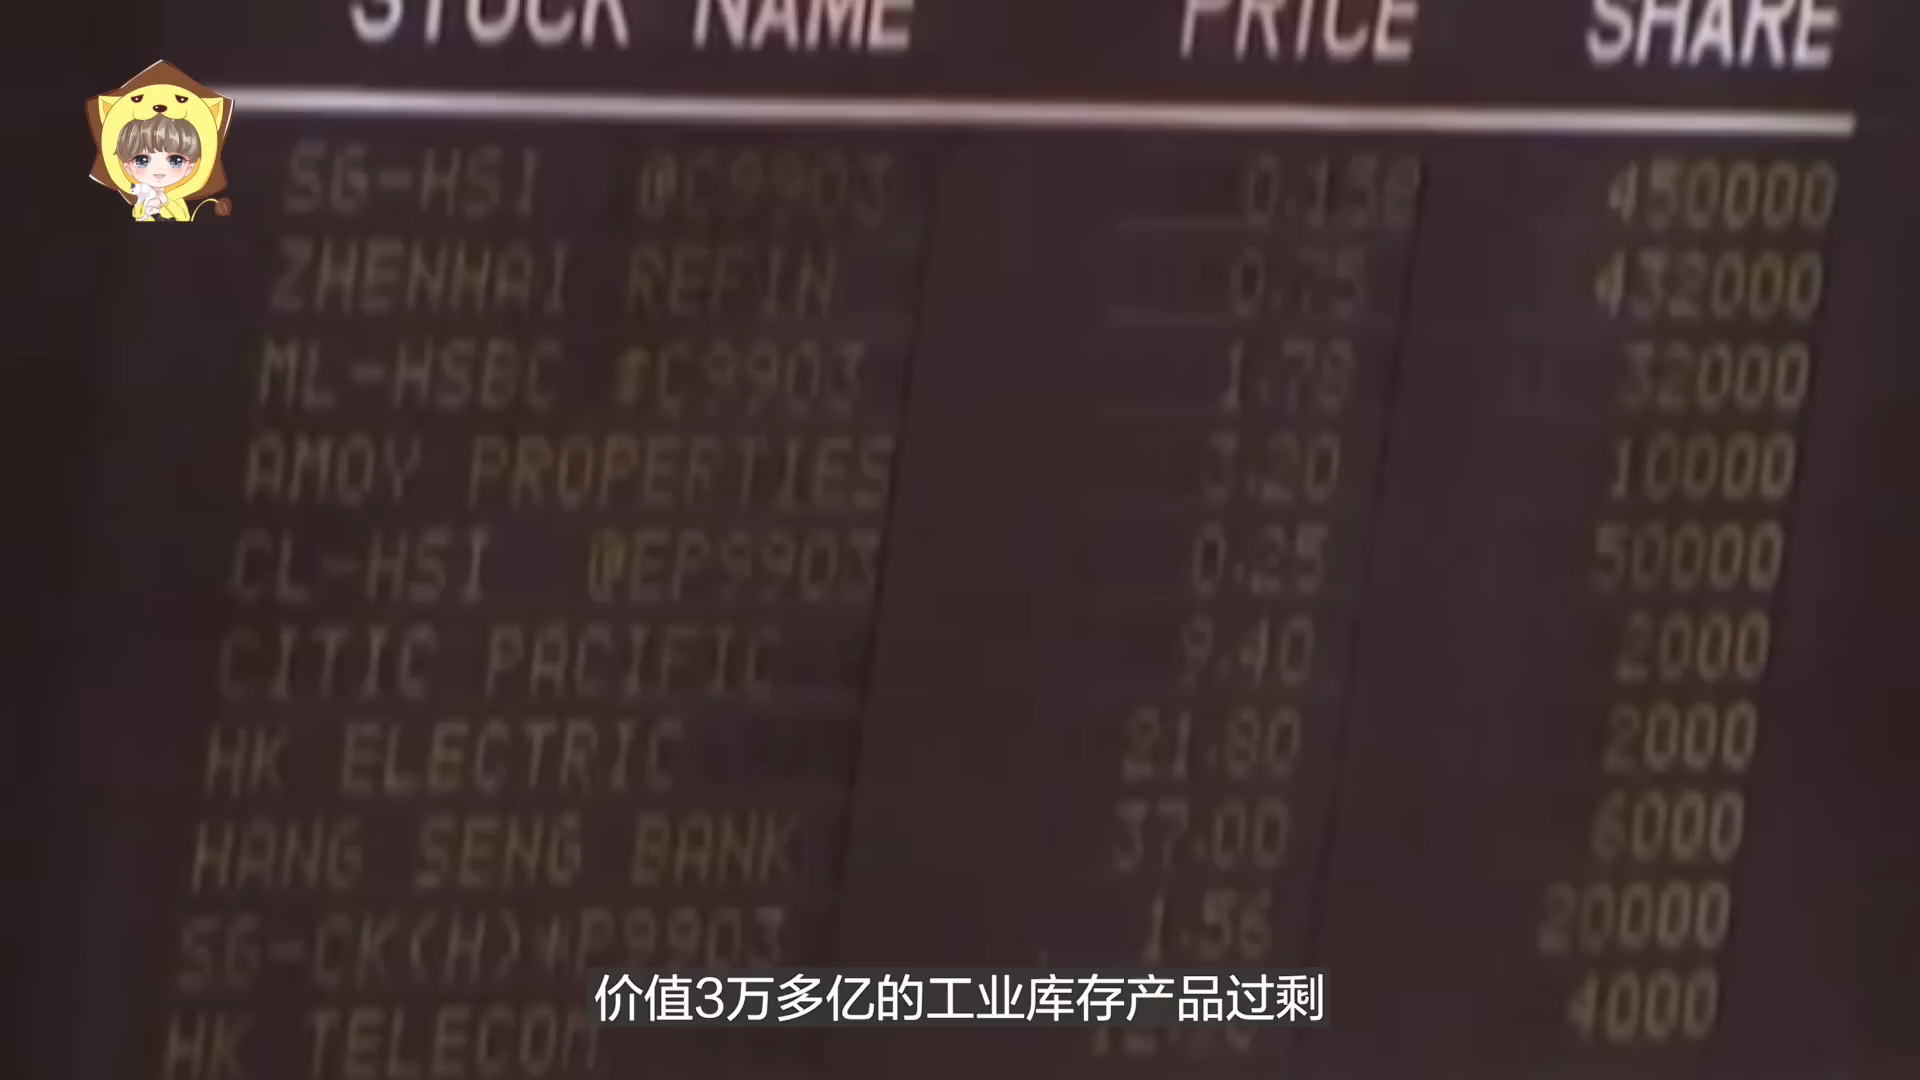 STOCK NAME PRICE SHARE
SG-HSI @C9903 0.158 450000
ZHENHAI REFIN 0.75 432000
ML-HSBC #C9903 1.78 32000
AMOY PROPERTIES 3.20 10000
CL-HSI @EP9903 0.25 50000
CITIC PACIFIC 9.40 2000
HK ELECTRIC 21.80 2000
HANG SENG BANK 37.00 6000
SG-CK(H)*P9903 1.56 20000
HK TELECOM 4000
价值3万多亿的工业库存产品过剩